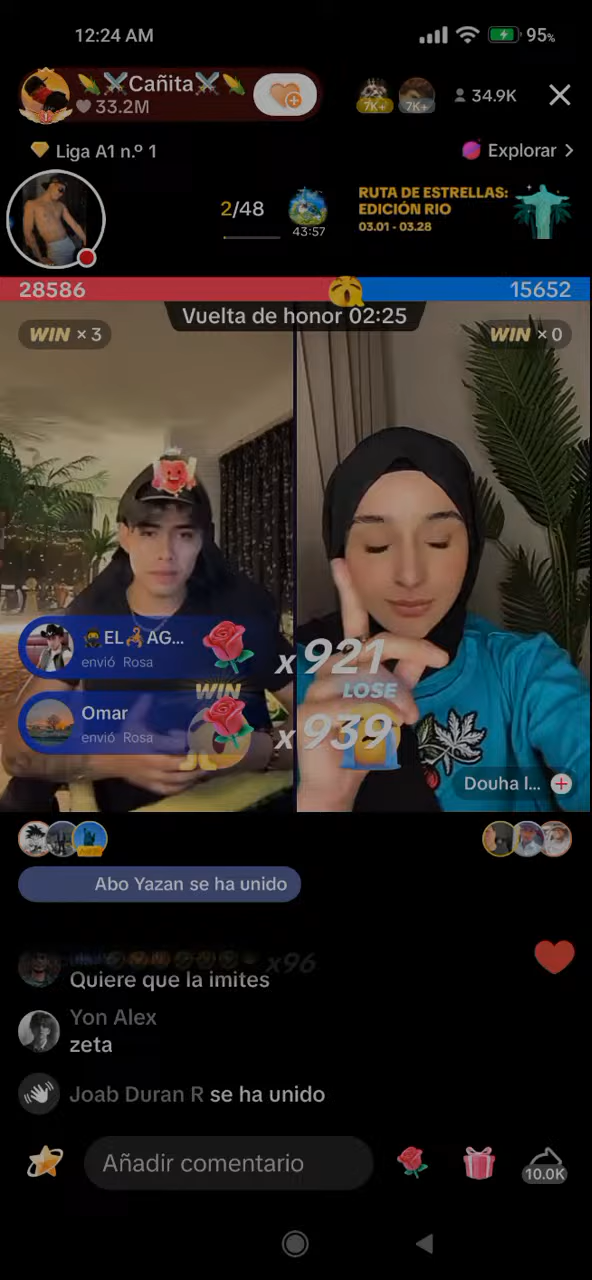 12:24 AM
95%
🌽⚔️Cañita⚔️🌽
33.2M
7K+
7K+
34.9K
Liga A1 n.º 1
Explorar
2/48
43:57
RUTA DE ESTRELLAS:
EDICIÓN RIO
03.01 - 03.28
28586
15652
Vuelta de honor 02:25
WIN × 3
WIN × 0
EL🦂AG...
envió Rosa
x921
WIN
LOSE
Omar
envió Rosa
x939
Douha l...
Abo Yazan se ha unido
x96
Quiere que la imites
Yon Alex
zeta
Joab Duran R se ha unido
Añadir comentario
10.0K